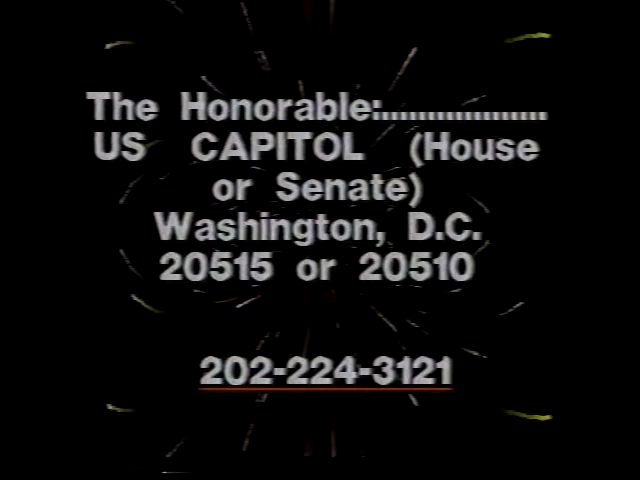 The Honorable:...................
US CAPITOL (House
or Senate)
Washington, D.C.
20515 or 20510
202-224-3121